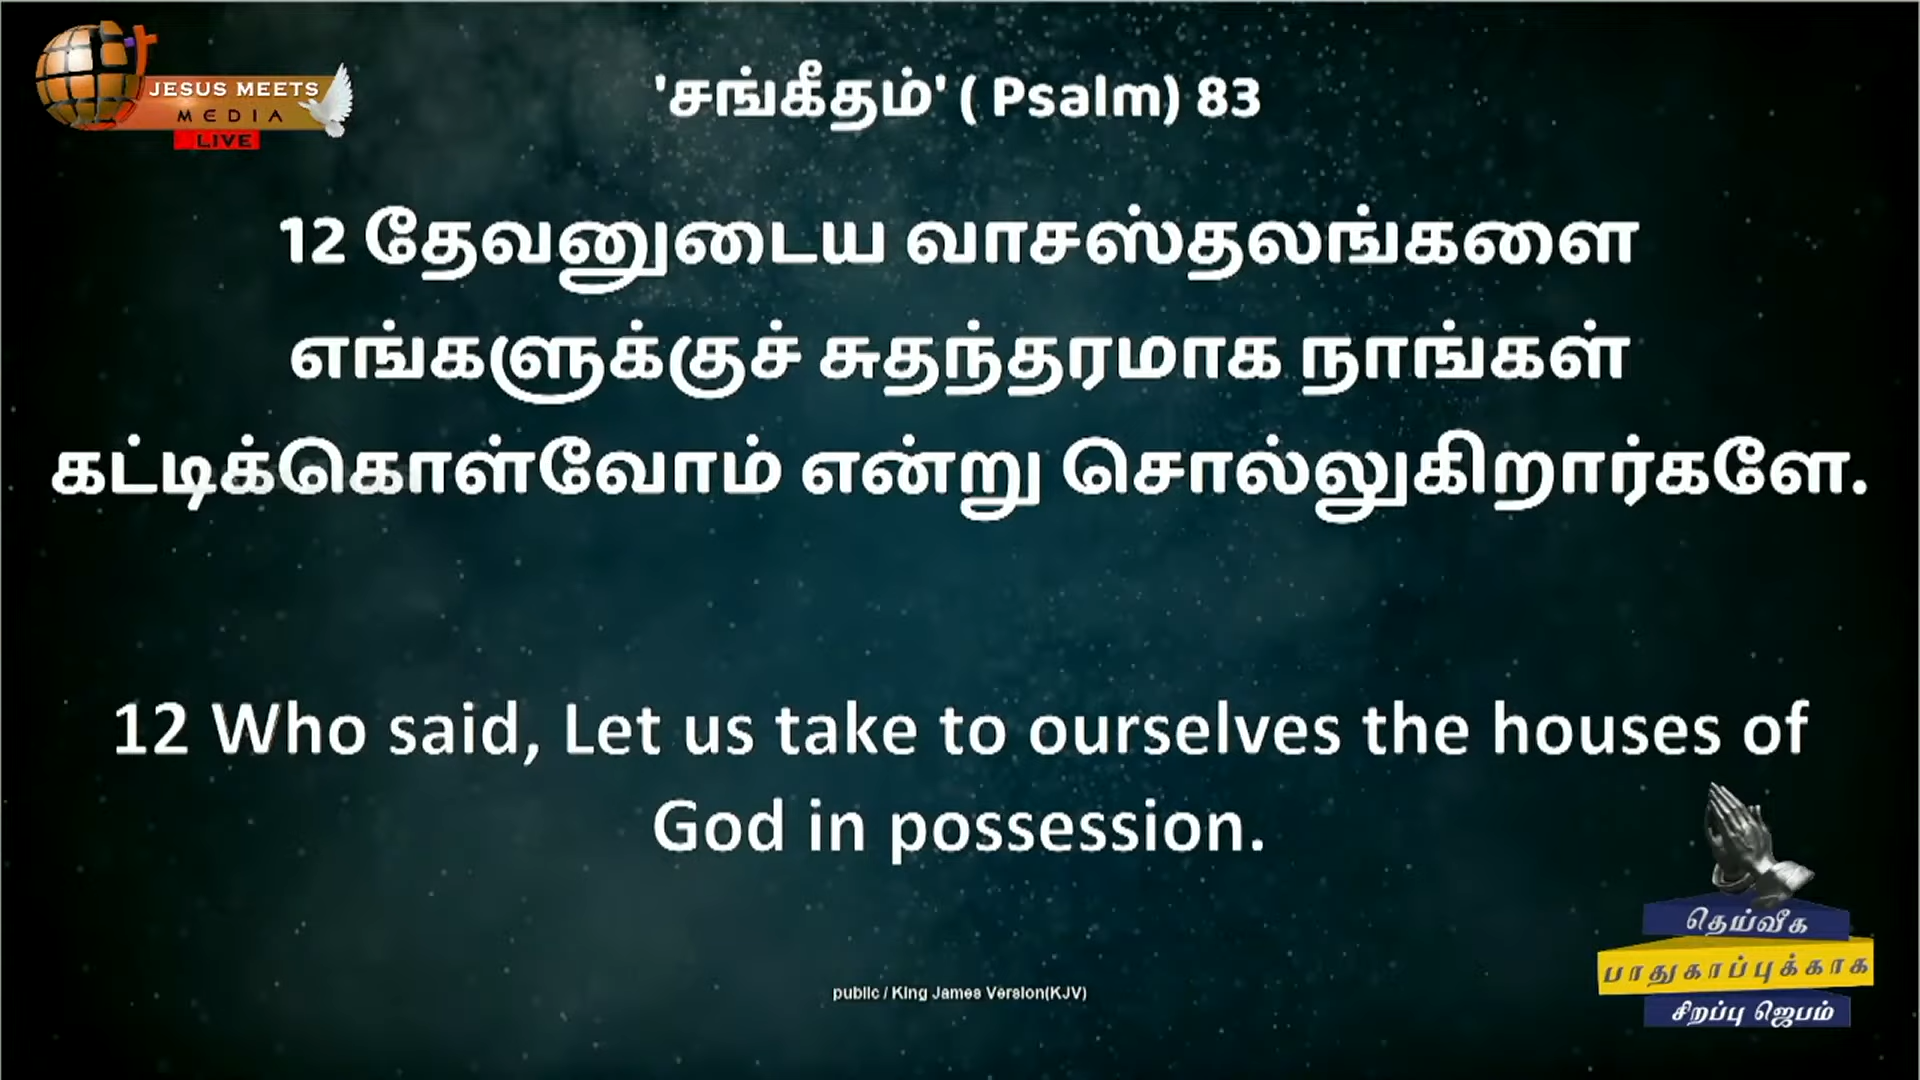 JESUS MEETS
MEDIA
LIVE
'சங்கீதம்' ( Psalm) 83
12 தேவனுடைய வாசஸ்தலங்களை
எங்களுக்குச் சுதந்தரமாக நாங்கள்
கட்டிக்கொள்வோம் என்று சொல்லுகிறார்களே.
12 Who said, Let us take to ourselves the houses of
God in possession.
தெய்வீக
பாதுகாப்புக்காக
சிறப்பு ஜெபம்
public / King James Version(KJV)